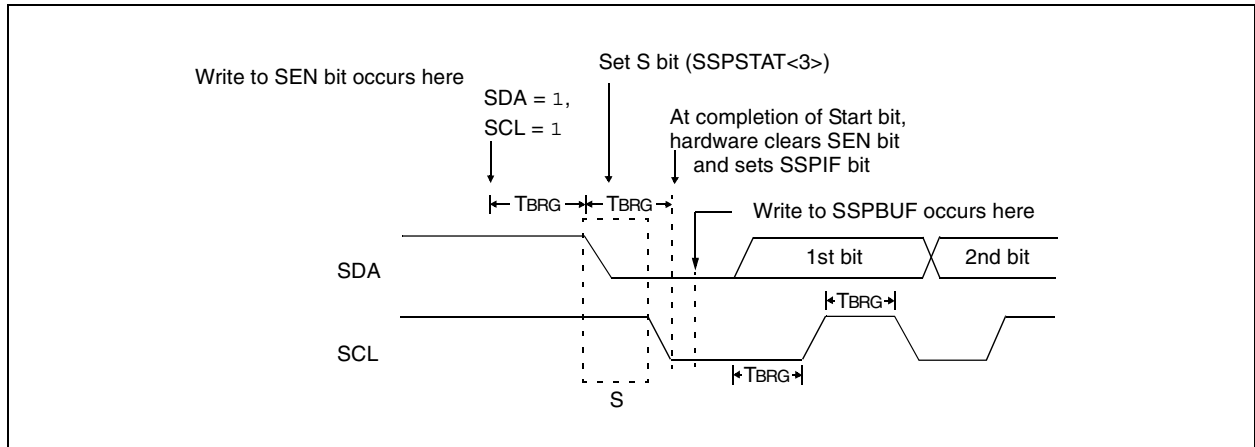 Write to SEN bit occurs here
Set S bit (SSPSTAT<3>)
SDA = 1,
SCL = 1
At completion of Start bit,
hardware clears SEN bit
and sets SSPIF bit
TBRG
TBRG
Write to SSPBUF occurs here
SDA
1st bit
2nd bit
TBRG
SCL
TBRG
S